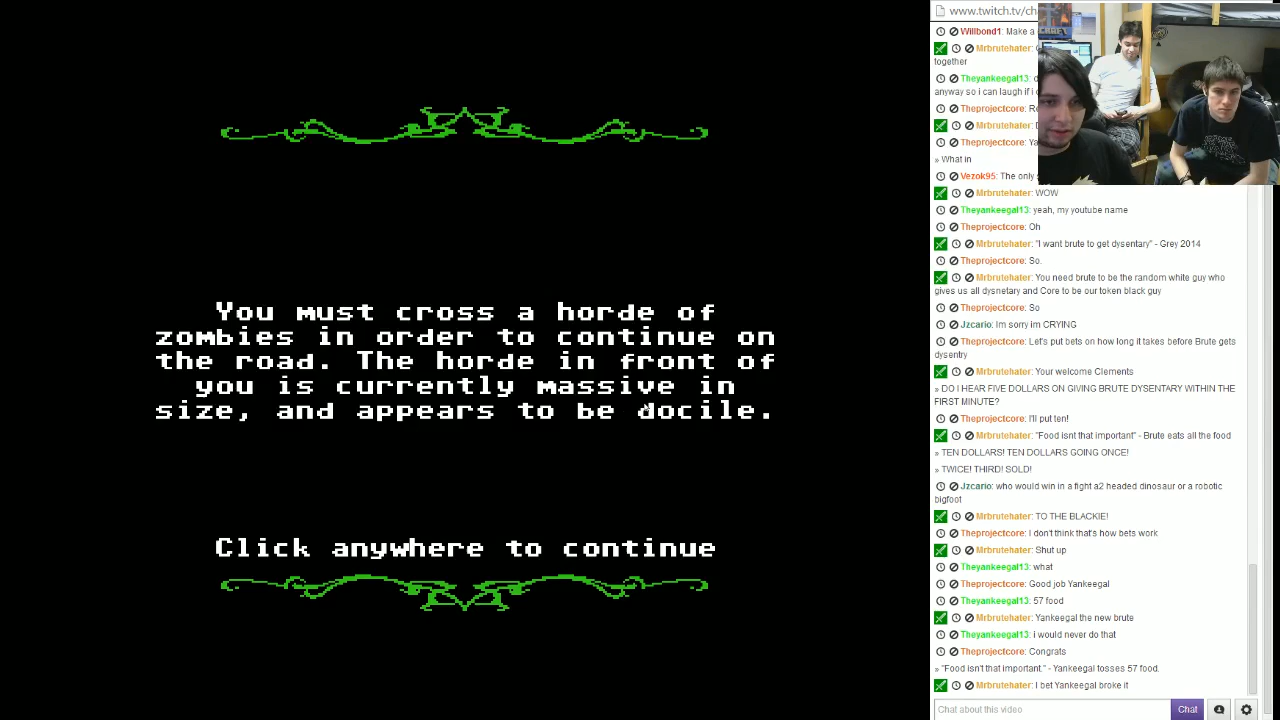 You must cross a horde of
zombies in order to continue on
the road. The horde in front of
you is currently massive in
size, and appears to be docile.
Click anywhere to continue
www.twitch.tv/ch
Willbond1: Make a
Mrbrutehater:
together
Theyankeegal13:
anyway so i can laugh if i
Theprojectcore:
Mrbrutehater:
Theprojectcore:
» What in
Vezok95: The only
Mrbrutehater: WOW
Theyankeegal13: yeah, my youtube name
Theprojectcore: Oh
Mrbrutehater: "I want brute to get dysentary" - Grey 2014
Theprojectcore: So.
Mrbrutehater: You need brute to be the random white guy who
gives us all dysnetary and Core to be our token black guy
Theprojectcore: So
Jzcario: Im sorry im CRYING
Theprojectcore: Let's put bets on how long it takes before Brute gets
dysentry
Mrbrutehater: Your welcome Clements
» DO I HEAR FIVE DOLLARS ON GIVING BRUTE DYSENTARY WITHIN THE
FIRST MINUTE?
Theprojectcore: I'll put ten!
Mrbrutehater: "Food isnt that important" - Brute eats all the food
» TEN DOLLARS! TEN DOLLARS GOING ONCE!
» TWICE! THIRD! SOLD!
Jzcario: who would win in a fight a2 headed dinosaur or a robotic
bigfoot
Mrbrutehater: TO THE BLACKIE!
Theprojectcore: I don't think that's how bets work
Mrbrutehater: Shut up
Theyankeegal13: what
Theprojectcore: Good job Yankeegal
Theyankeegal13: 57 food
Mrbrutehater: Yankeegal the new brute
Theyankeegal13: i would never do that
Theprojectcore: Congrats
» "Food isn't that important." - Yankeegal tosses 57 food.
Mrbrutehater: I bet Yankeegal broke it
Chat about this video
Chat